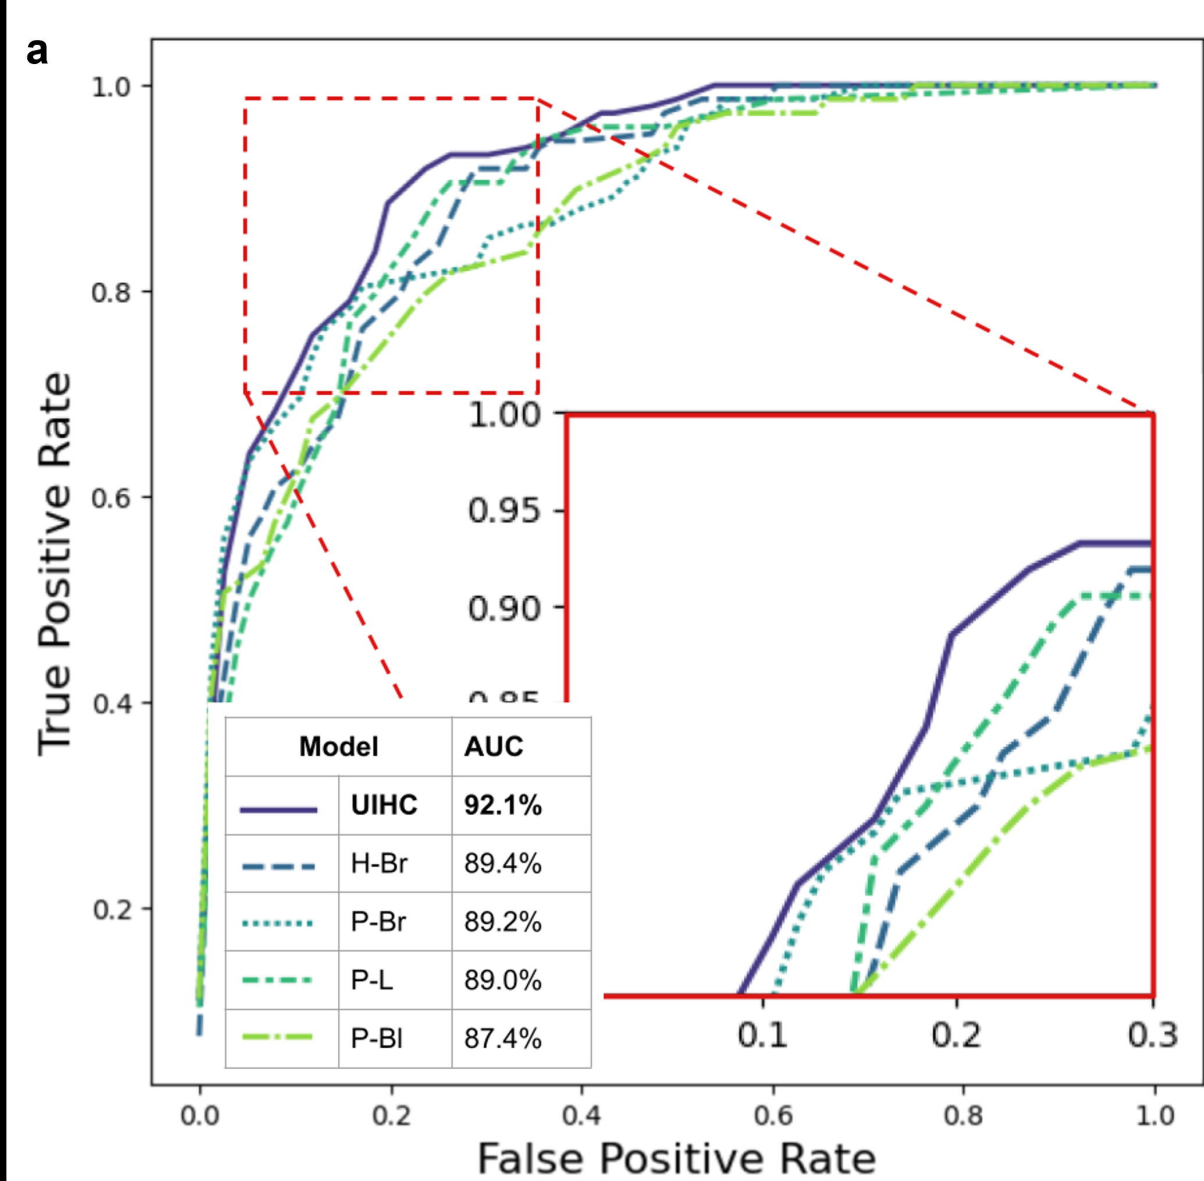 a
1.0
0.8
0.6
0.4
0.2
True Positive Rate
1.00
0.95
0.90
0.85
0.1 0.2 0.3
Model AUC
UIHC 92.1%
H-Br 89.4%
P-Br 89.2%
P-L 89.0%
P-Bl 87.4%
0.0 0.2 0.4 0.6 0.8 1.0
False Positive Rate